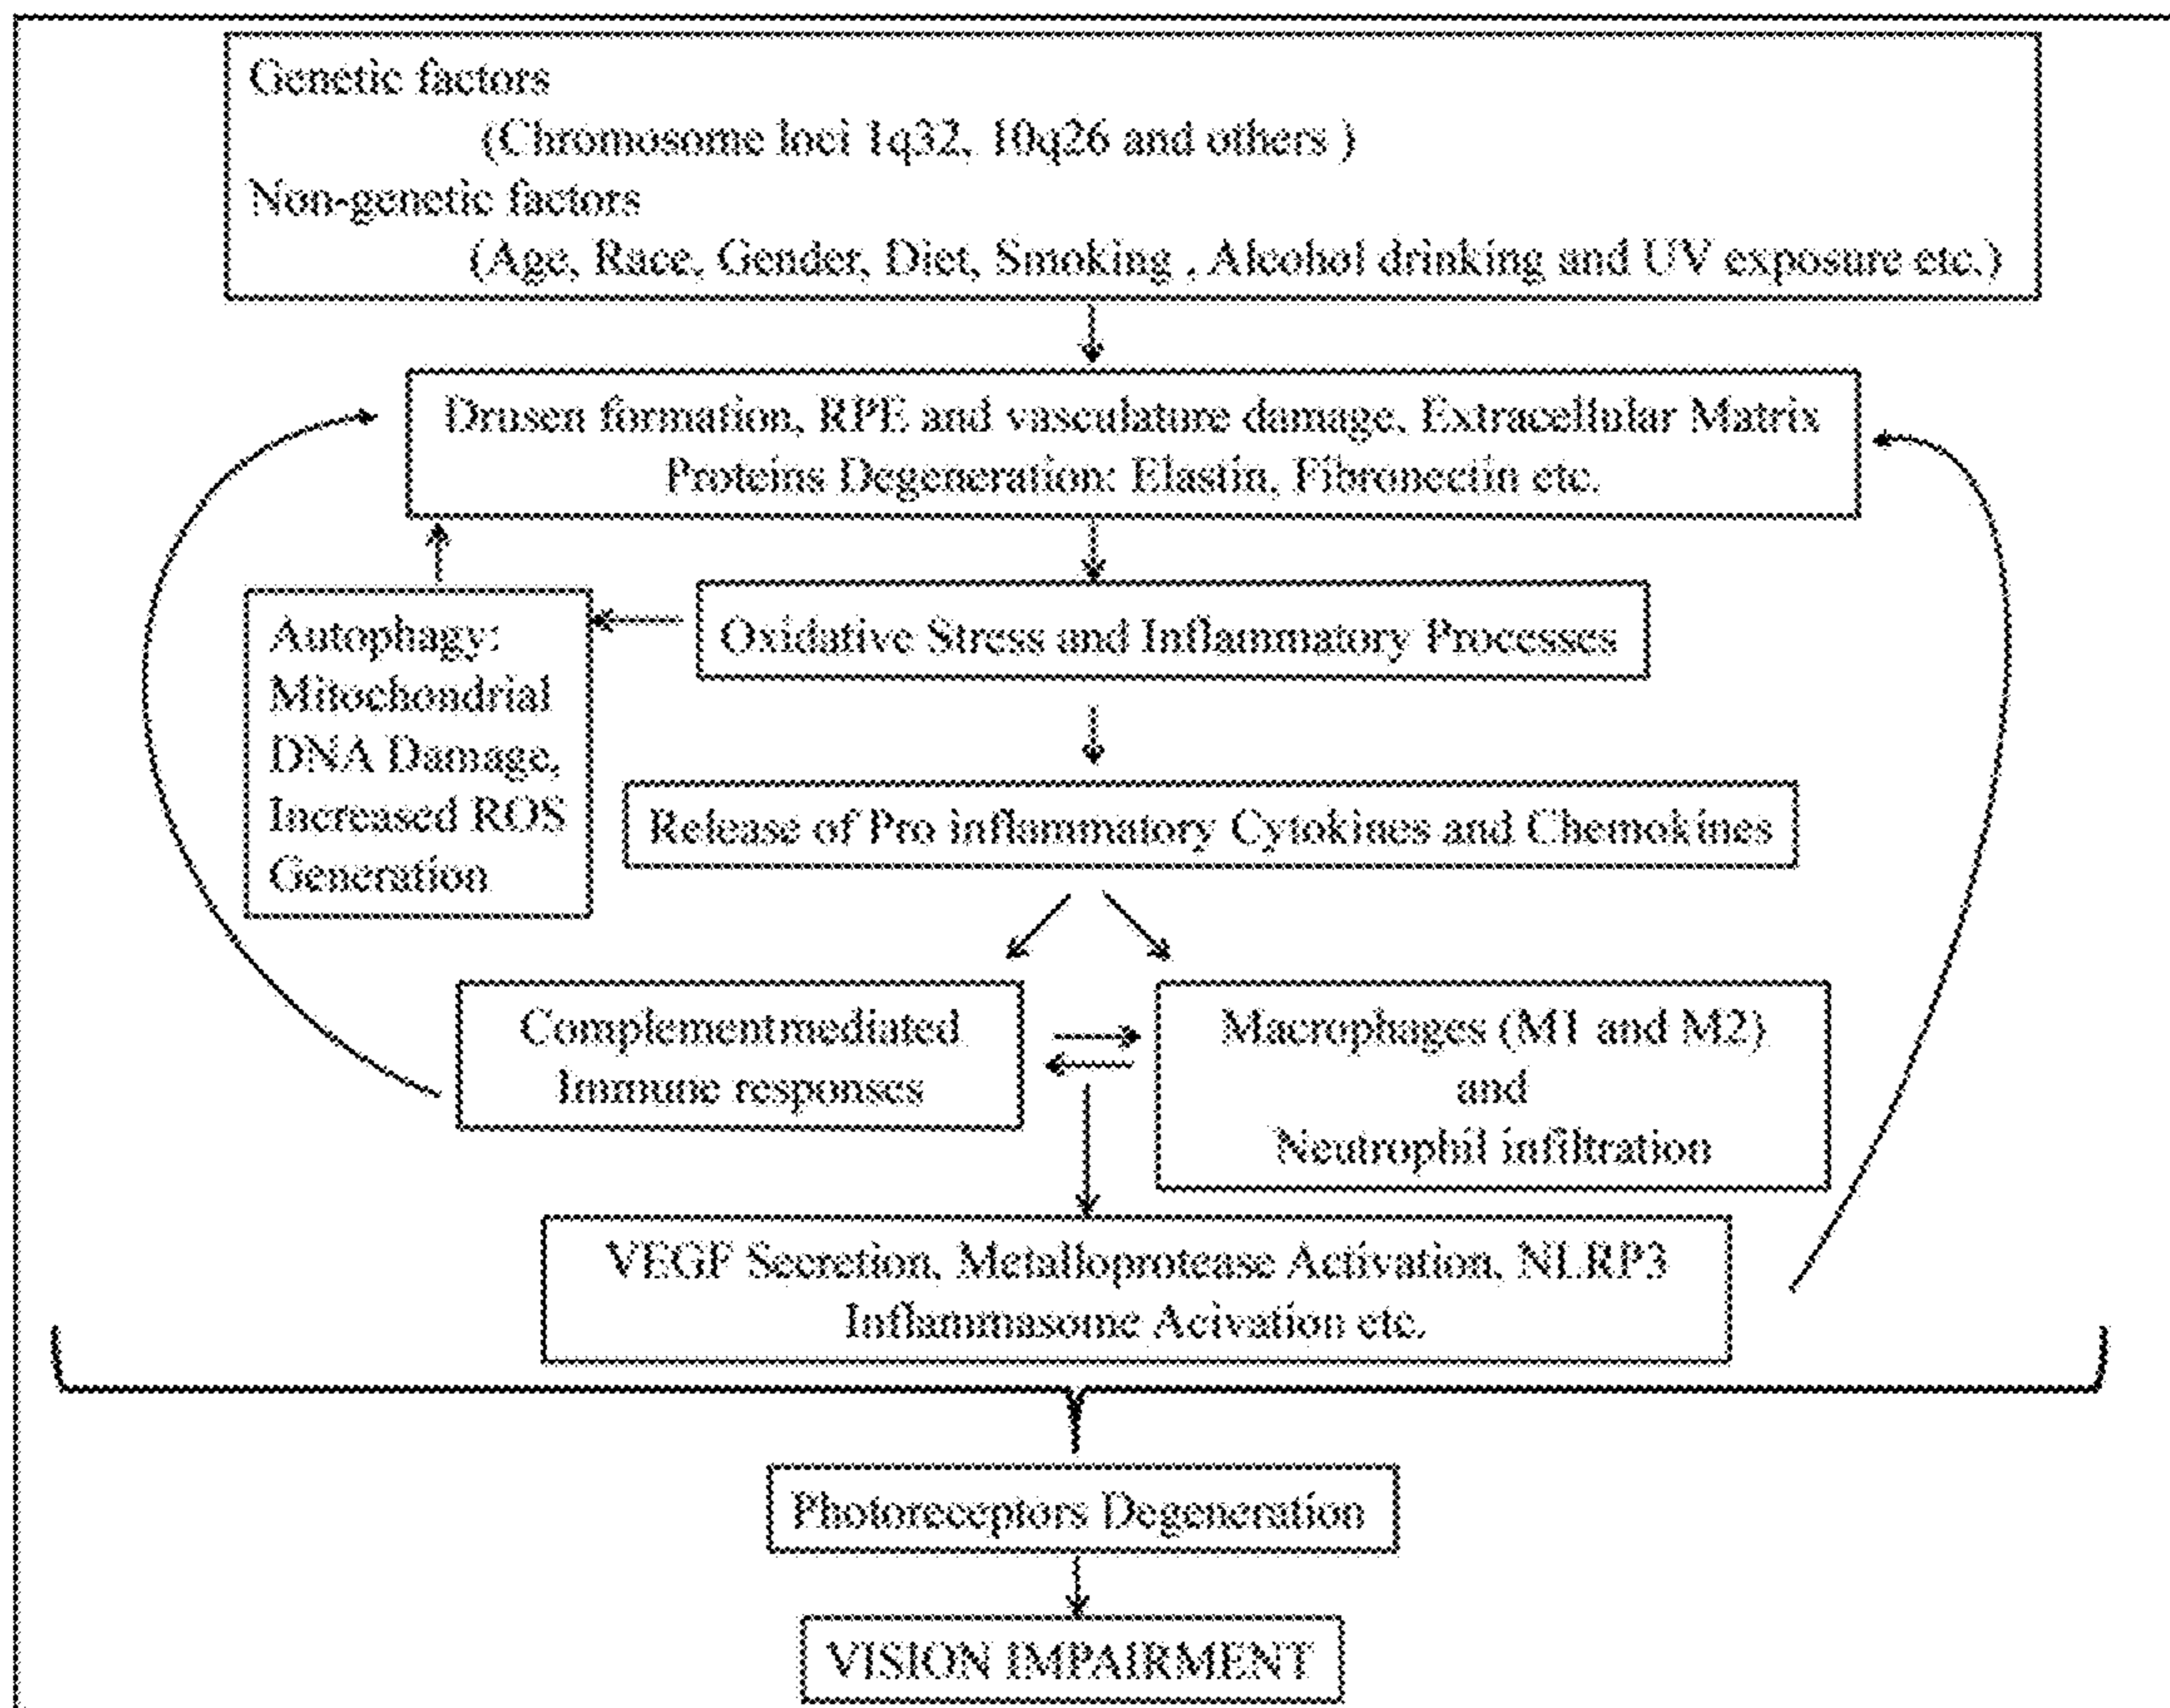 Genetic factors
(Chromosome loci 1q32, 10q26 and others )
Non-genetic factors
(Age, Race, Gender, Diet, Smoking , Alcohol drinking and UV exposure etc.)
Drusen formation, RPE and vasculature damage, Extracellular Matrix
Proteins Degeneration: Elastin, Fibronectin etc.
Autophagy:
Mitochondrial
DNA Damage,
Increased ROS
Generation
Oxidative Stress and Inflammatory Processes
Release of Pro inflammatory Cytokines and Chemokines
Complementmediated
Immune responses
Macrophages (M1 and M2)
and
Neutrophil infiltration
VEGF Secretion, Metalloprotease Activation, NLRP3
Inflammasome Acivation etc.
Photoreceptors Degeneration
VISION IMPAIRMENT